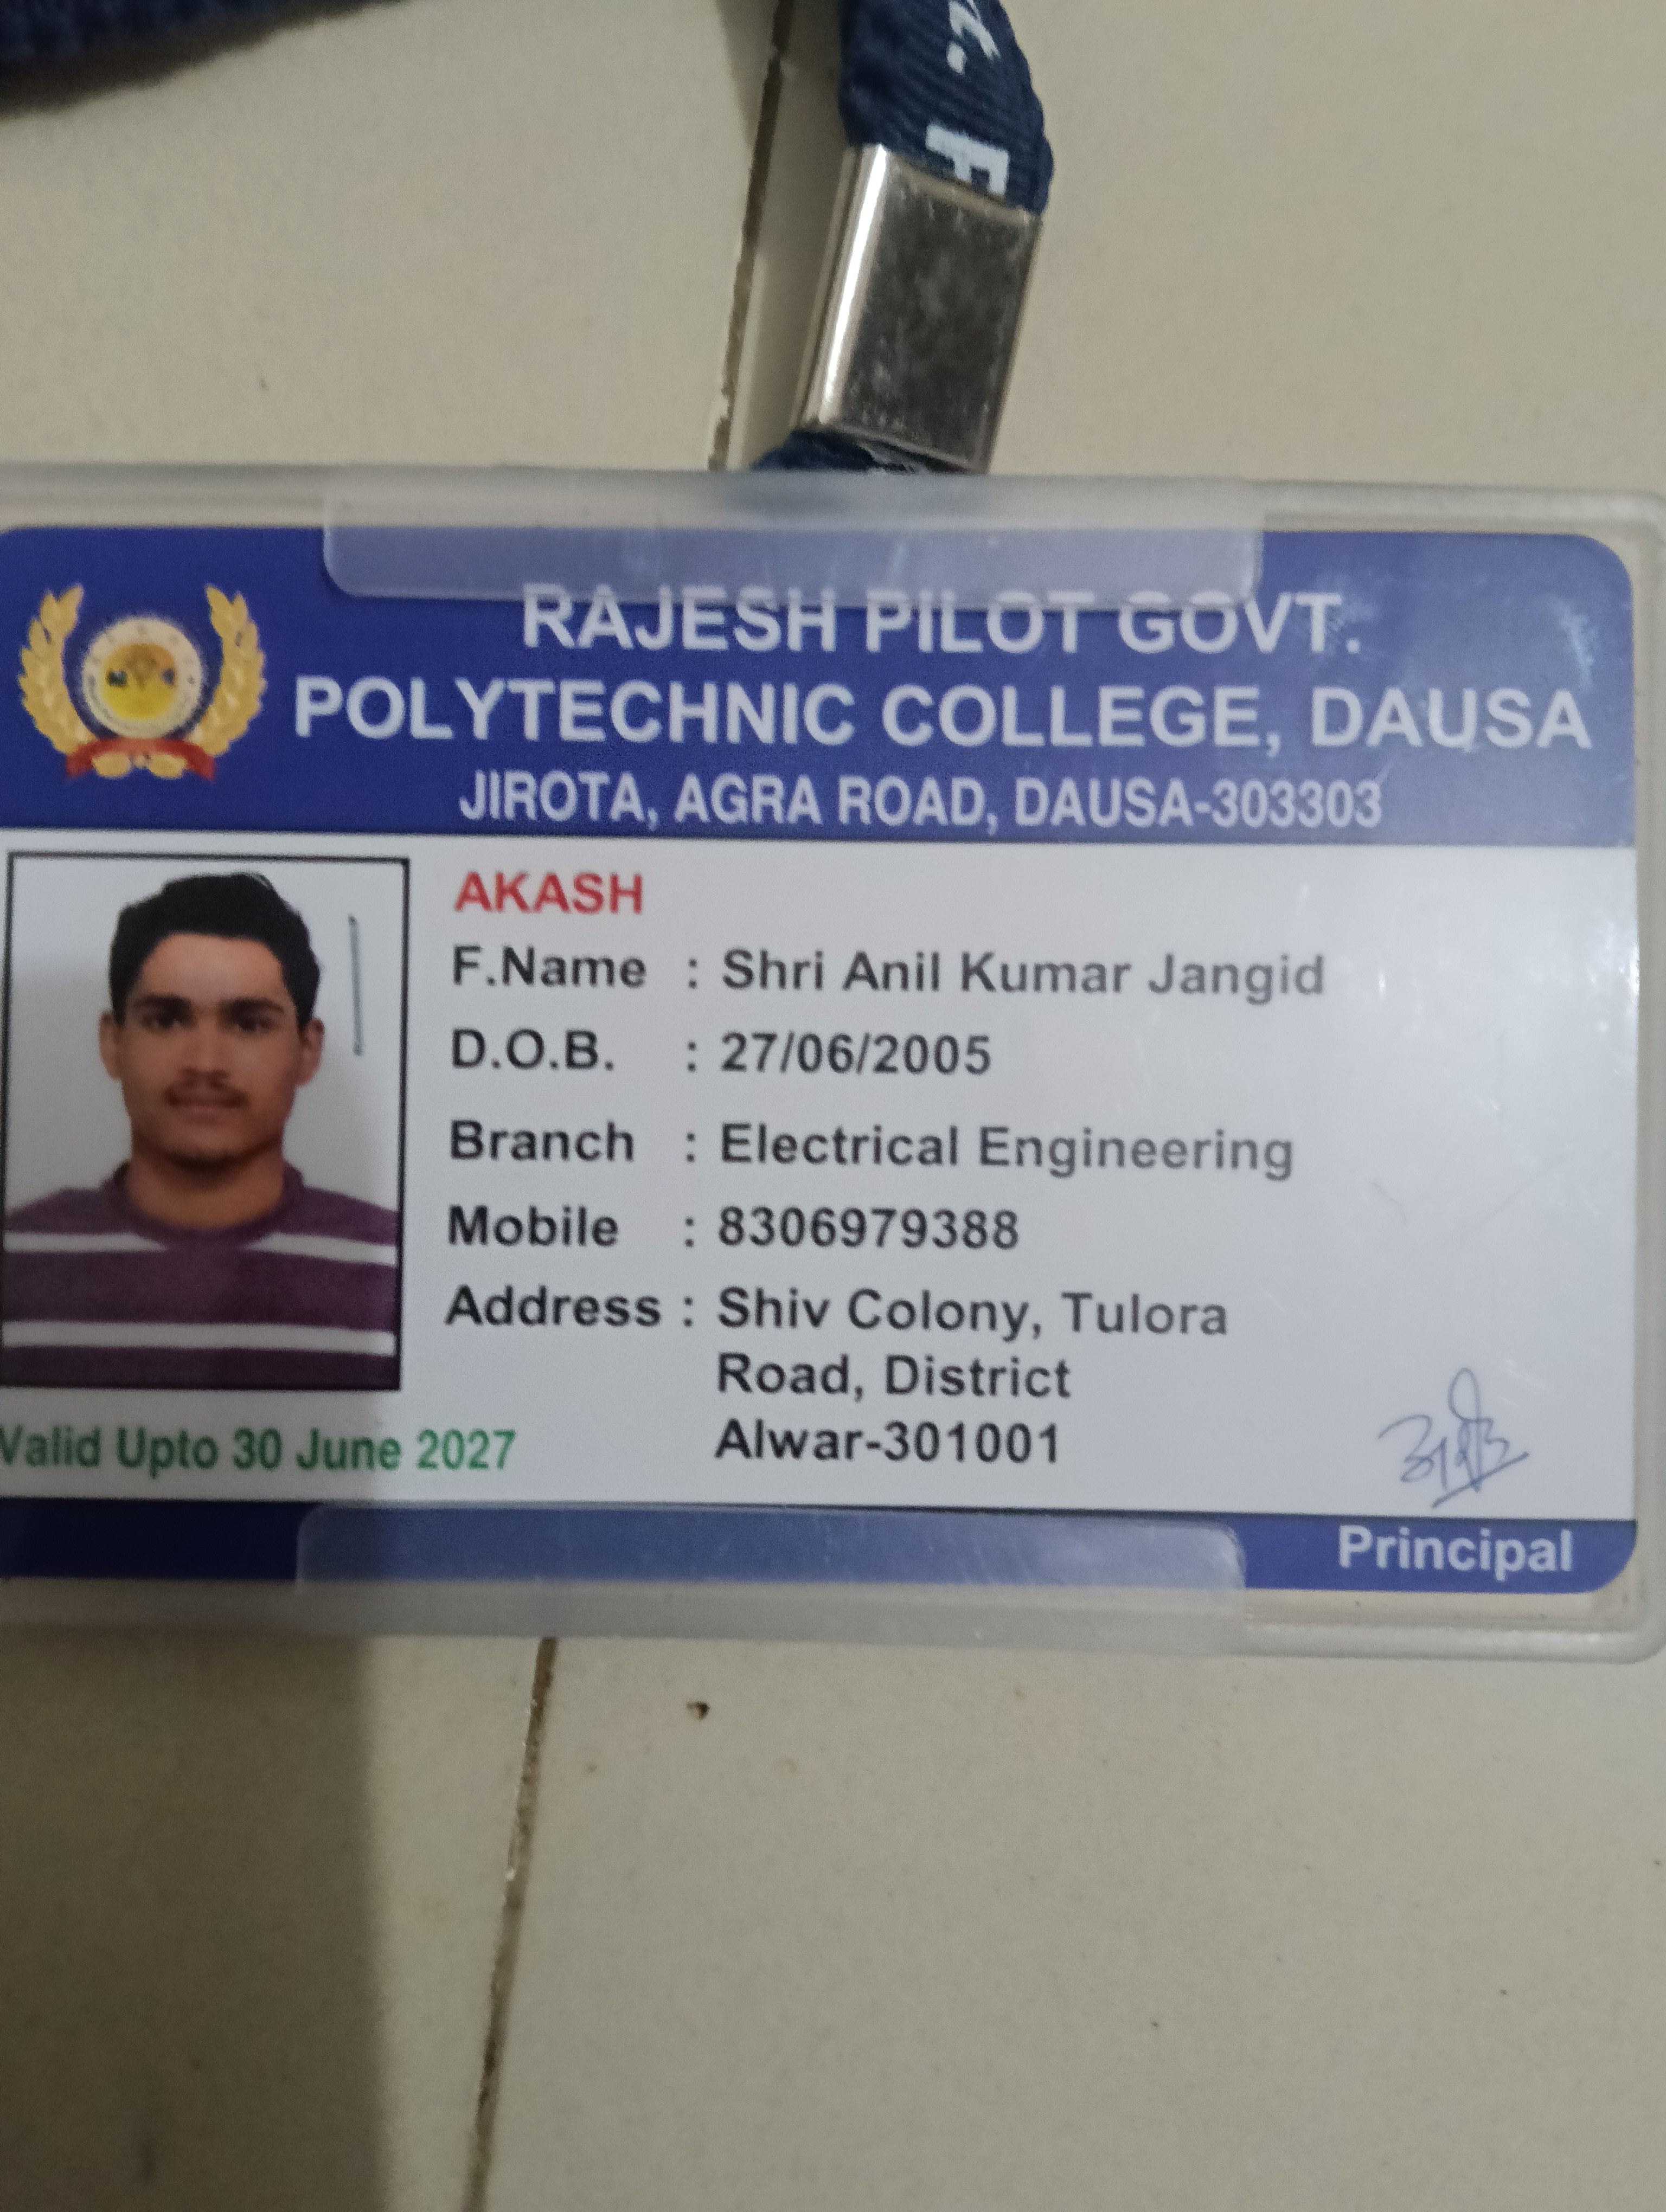 F
RAJESH PILOT GOVT.
POLYTECHNIC COLLEGE, DAUSA
JIROTA, AGRA ROAD, DAUSA-303303
AKASH
F.Name : Shri Anil Kumar Jangid
D.O.B. : 27/06/2005
Branch : Electrical Engineering
Mobile : 8306979388
Address : Shiv Colony, Tulora
Road, District
Alwar-301001
Valid Upto 30 June 2027
Principal